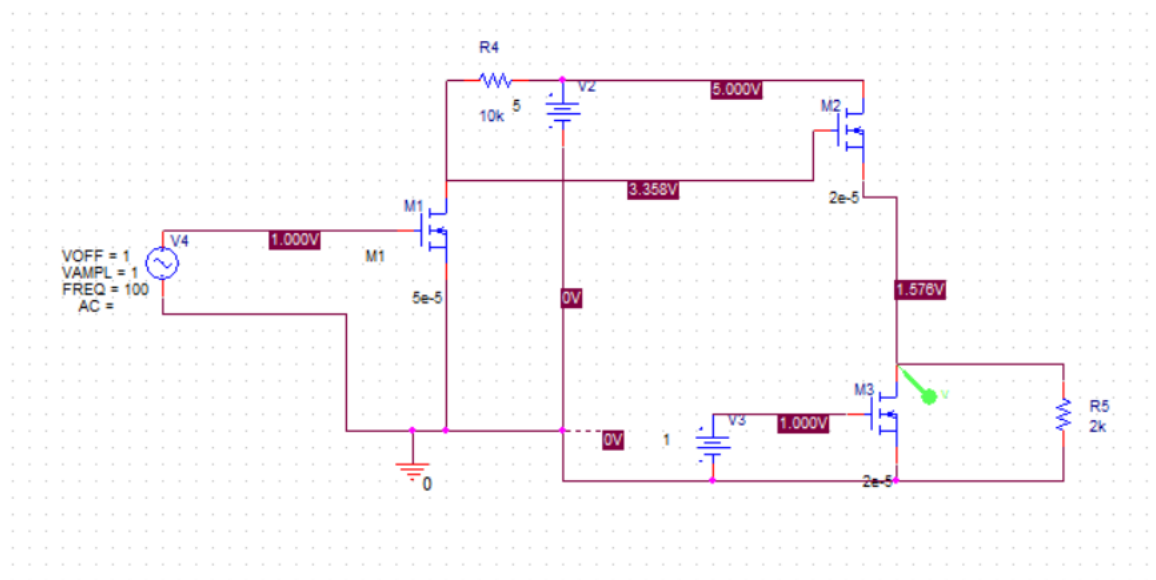 R4
V2
5
10k
5.000V
M2
3.358V
2e-5
M1
V4
1.000V
M1
VOFF = 1
VAMPL = 1
FREQ = 100
AC =
5e-5
0V
1.576V
M3
V
R5
2k
V3
1.000V
1
0V
0
2e-5